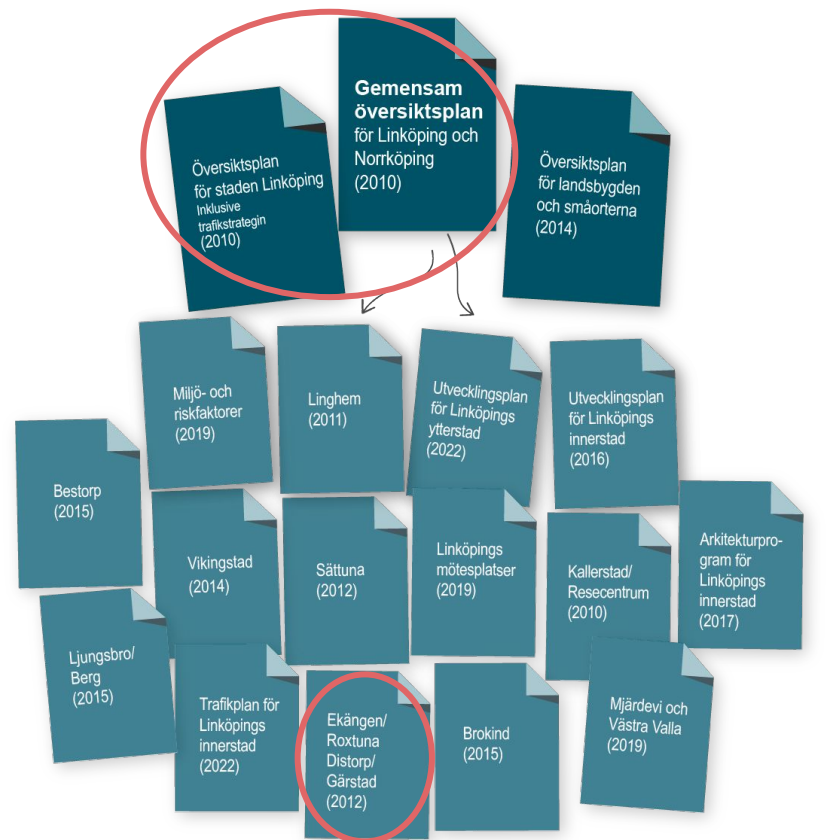 Gemensam
översiktsplan
för Linköping och
Norrköping
(2010)
Översiktsplan
för staden Linköping
Inklusive
trafikstrategin
(2010)
Översiktsplan
för landsbygden
och småorterna
(2014)
Miljö- och
riskfaktorer
(2019)
Linghem
(2011)
Utvecklingsplan
för Linköpings
ytterstad
(2022)
Utvecklingsplan
för Linköpings
innerstad
(2016)
Bestorp
(2015)
Vikingstad
(2014)
Sättuna
(2012)
Linköpings
mötesplatser
(2019)
Kallerstad/
Resecentrum
(2010)
Arkitekturpro-
gram för
Linköpings
innerstad
(2017)
Ljungsbro/
Berg
(2015)
Trafikplan för
Linköpings
innerstad
(2022)
Ekängen/
Roxtuna
Distorp/
Gärstad
(2012)
Brokind
(2015)
Mjärdevi och
Västra Valla
(2019)